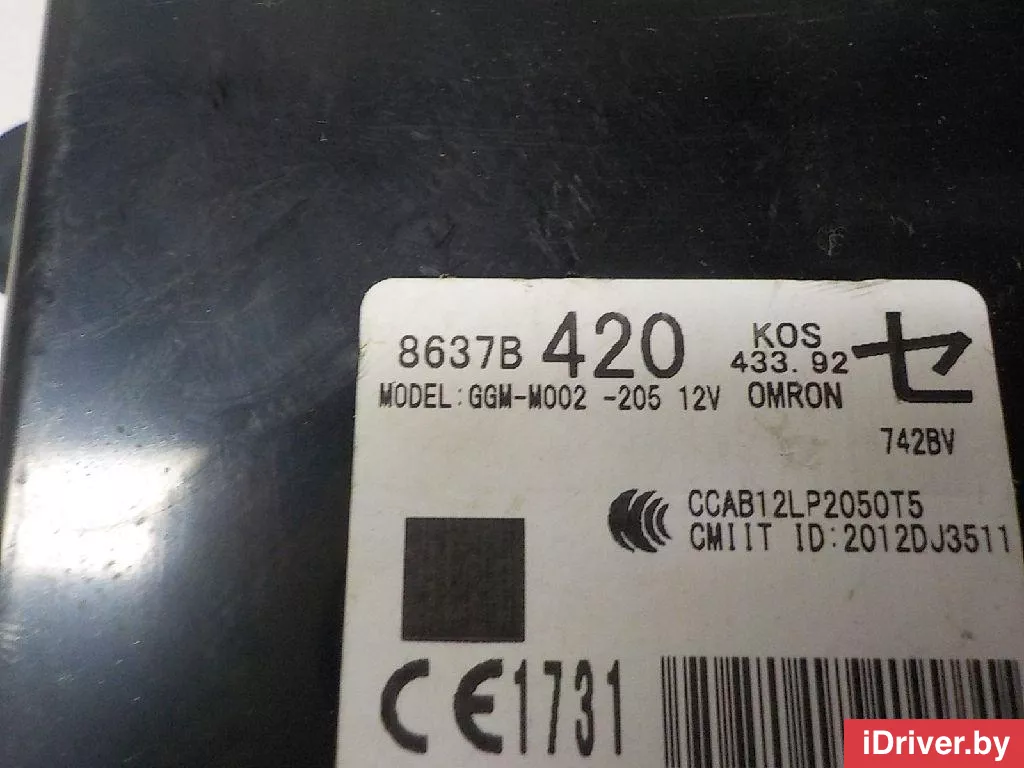 8637B 420 KOS セ
433.92
MODEL:GGM-M002 -205 12V OMRON
742BV
CCAB12LP2050T5
CMIIT ID:2012DJ3511
CE1731
iDriver.by